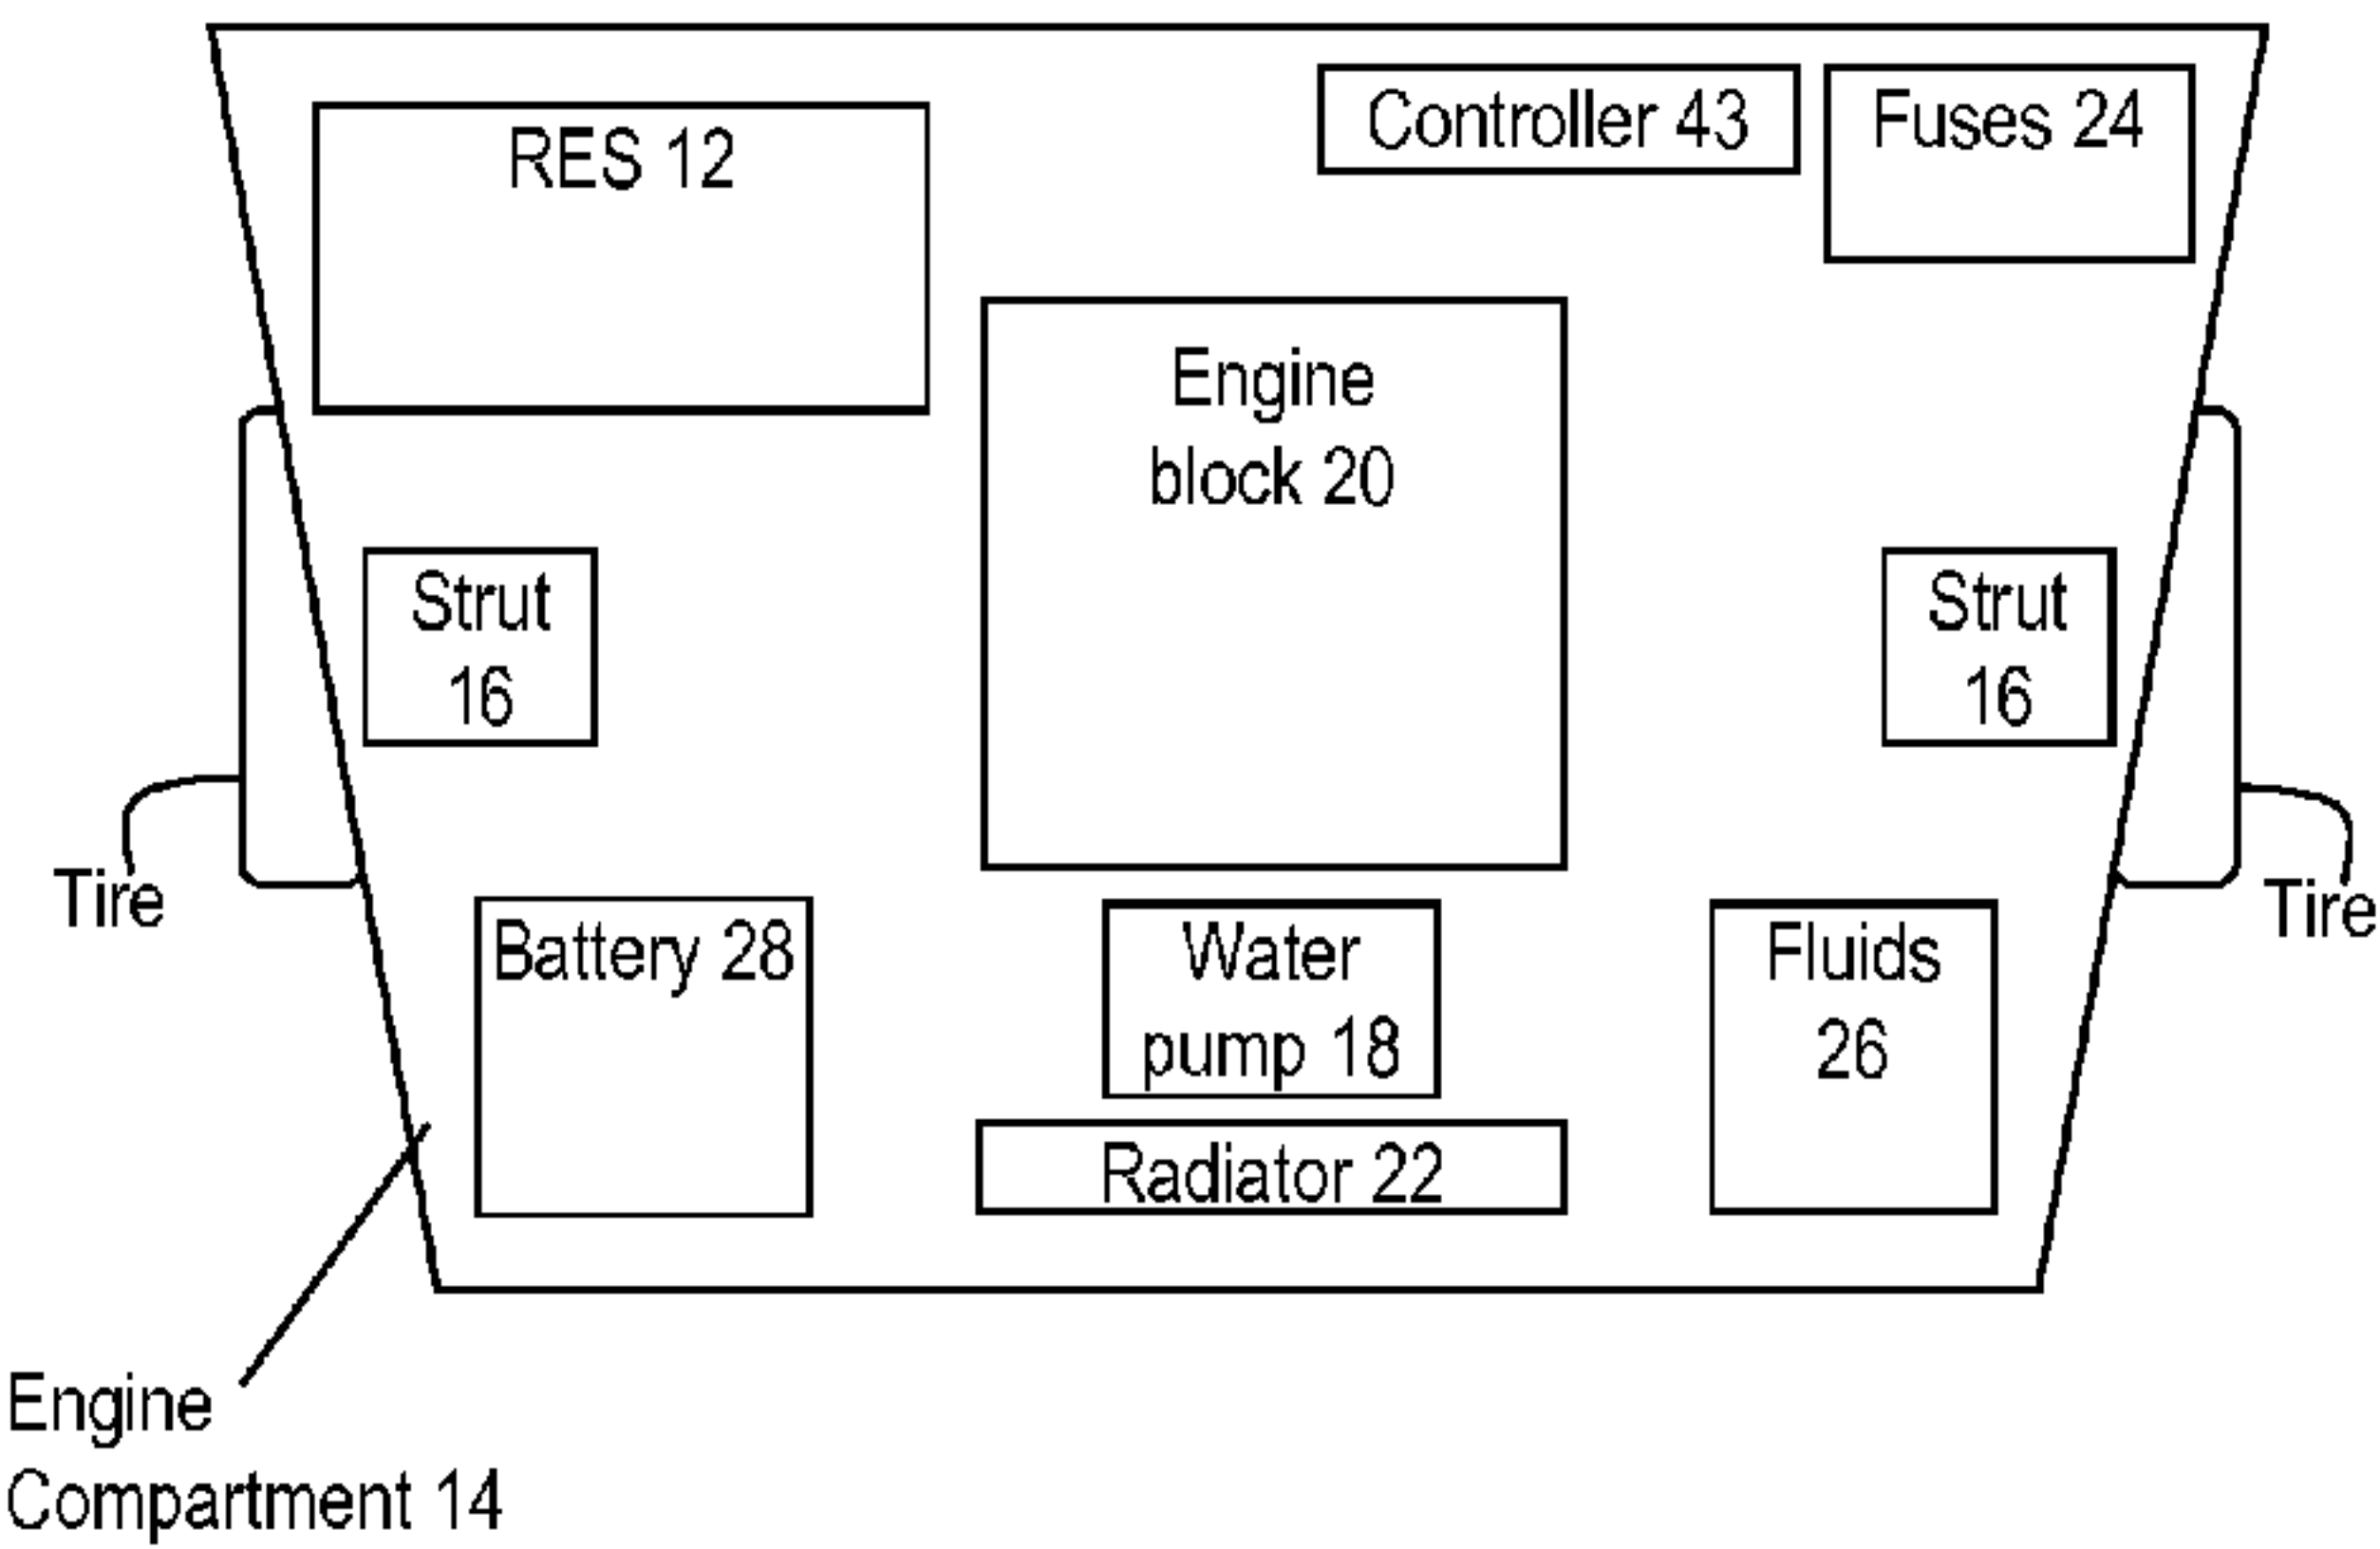 RES 12
Controller 43
Fuses 24
Engine
block 20
Strut
16
Strut
16
Tire
Tire
Battery 28
Water
pump 18
Fluids
26
Radiator 22
Engine
Compartment 14